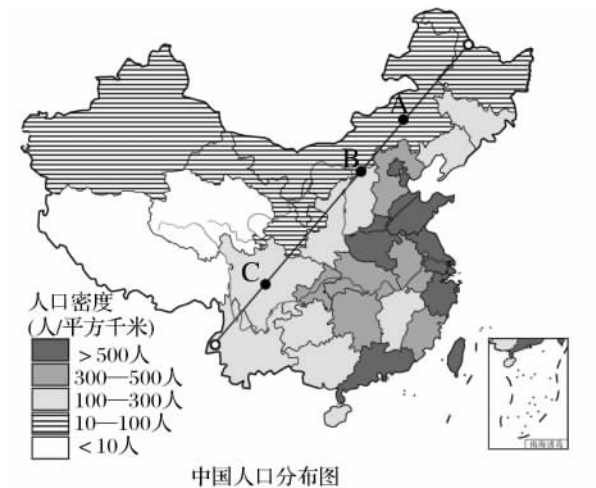 A
B
C
人口密度
(人/平方千米)
>500人
300—500人
100—300人
10—100人
<10人
南海诸岛
中国人口分布图